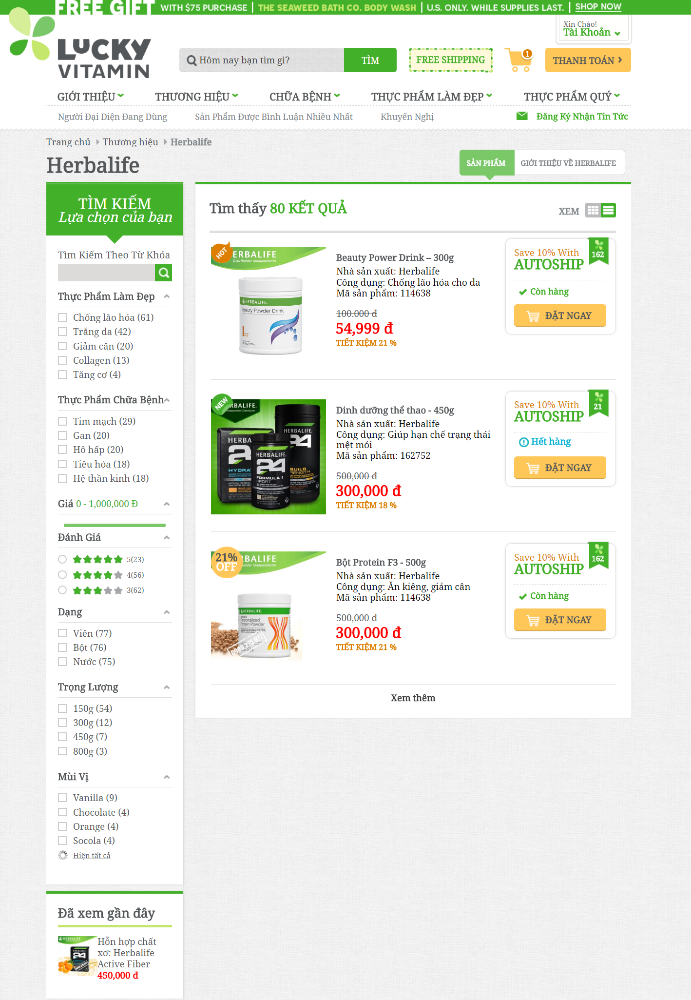 FREE GIFT WITH $75 PURCHASE | THE SEAWEED BATH CO. BODY WASH | U.S. ONLY. WHILE SUPPLIES LAST. | SHOP NOW
Xin Chào!
Tài Khoản
LUCKY
VITAMIN
Hôm nay bạn tìm gì?
TÌM
FREE SHIPPING
1
THANH TOÁN
GIỚI THIỆU
THƯƠNG HIỆU
CHỮA BỆNH
THỰC PHẨM LÀM ĐẸP
THỰC PHẨM QUÝ
Người Đại Diện Đang Dùng
Sản Phẩm Được Bình Luận Nhiều Nhất
Khuyến Nghị
Đăng Ký Nhận Tin Tức
Trang chủ
Thương hiệu
Herbalife
Herbalife
SẢN PHẨM
GIỚI THIỆU VỀ HERBALIFE
TÌM KIẾM
Lựa chọn của bạn
Tìm Kiếm Theo Từ Khóa
Thực Phẩm Làm Đẹp
Chống lão hóa (61)
Trắng da (42)
Giảm cân (20)
Collagen (13)
Tăng cơ (4)
Thực Phẩm Chữa Bệnh
Tim mạch (29)
Gan (20)
Hô hấp (20)
Tiêu hóa (18)
Hệ thần kinh (18)
Giá 0 - 1,000,000 Đ
Đánh Giá
5(23)
4(56)
3(62)
Dạng
Viên (77)
Bột (76)
Nước (75)
Trọng Lượng
150g (54)
300g (12)
450g (7)
800g (3)
Mùi Vị
Vanilla (9)
Chocolate (4)
Orange (4)
Socola (4)
Hiện tất cả
Đã xem gần đây
HERBALIFE
24
Hỗn hợp chất
xơ: Herbalife
Active Fiber
450,000 đ
Tìm thấy 80 KẾT QUẢ
XEM
HOT
ERBALIFE
Distribuidor Independiente
HERBALIFE.
Beauty Powder Drink
Beauty Power Drink – 300g
Nhà sản xuất: Herbalife
Công dụng: Chống lão hóa cho da
Mã sản phẩm: 114638
100.000 đ
54,999 đ
TIẾT KIỆM 21 %
Save 10% With
AUTOSHIP
162
Còn hàng
ĐẶT NGAY
NEW
RBALIFE.
Independent Distributor
HERBALIFE.
24
HERBA
24
HYDRA
HERBALIFE.
24
FORMULA 1
SPORT
BUILD
RENGTH
Dinh dưỡng thể thao - 450g
Nhà sản xuất: Herbalife
Công dụng: Giúp hạn chế trạng thái
mệt mỏi
Mã sản phẩm: 162752
500,000 đ
300,000 đ
TIẾT KIỆM 18 %
Save 10% With
AUTOSHIP
21
Hết hàng
ĐẶT NGAY
21%
OFF
RBALIFE
buidor Independiente
HERBALIFE.
Personalized
Protein Powder
0946.275.977
Bột Protein F3 - 500g
Nhà sản xuất: Herbalife
Công dụng: Ăn kiêng, giảm cân
Mã sản phẩm: 114638
500,000 đ
300,000 đ
TIẾT KIỆM 21 %
Save 10% With
AUTOSHIP
162
Còn hàng
ĐẶT NGAY
Xem thêm